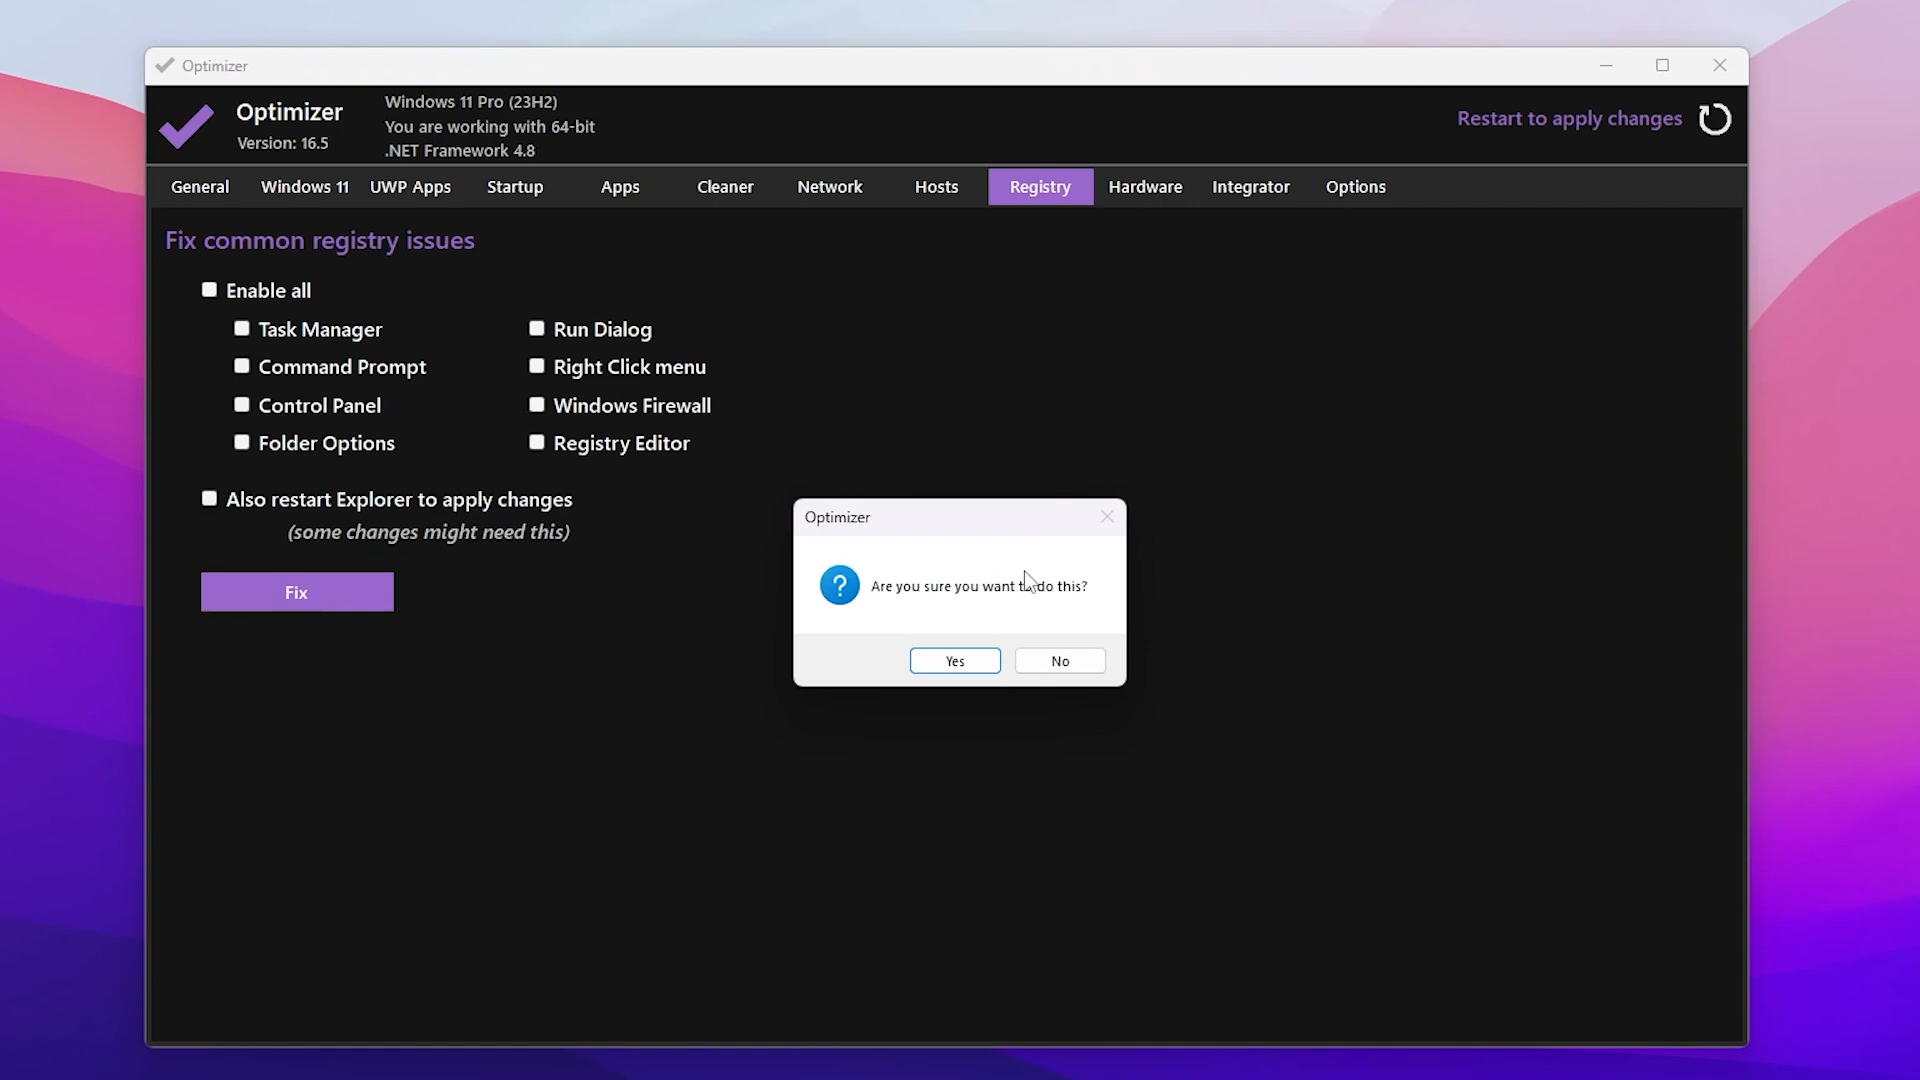 Optimizer
Optimizer
Version: 16.5
Windows 11 Pro (23H2)
You are working with 64-bit
.NET Framework 4.8
Restart to apply changes
General Windows 11 UWP Apps Startup Apps Cleaner Network Hosts Registry Hardware Integrator Options
Fix common registry issues
Enable all
Task Manager Run Dialog
Command Prompt Right Click menu
Control Panel Windows Firewall
Folder Options Registry Editor
Also restart Explorer to apply changes
(some changes might need this)
Fix
Optimizer
?
Are you sure you want to do this?
Yes No